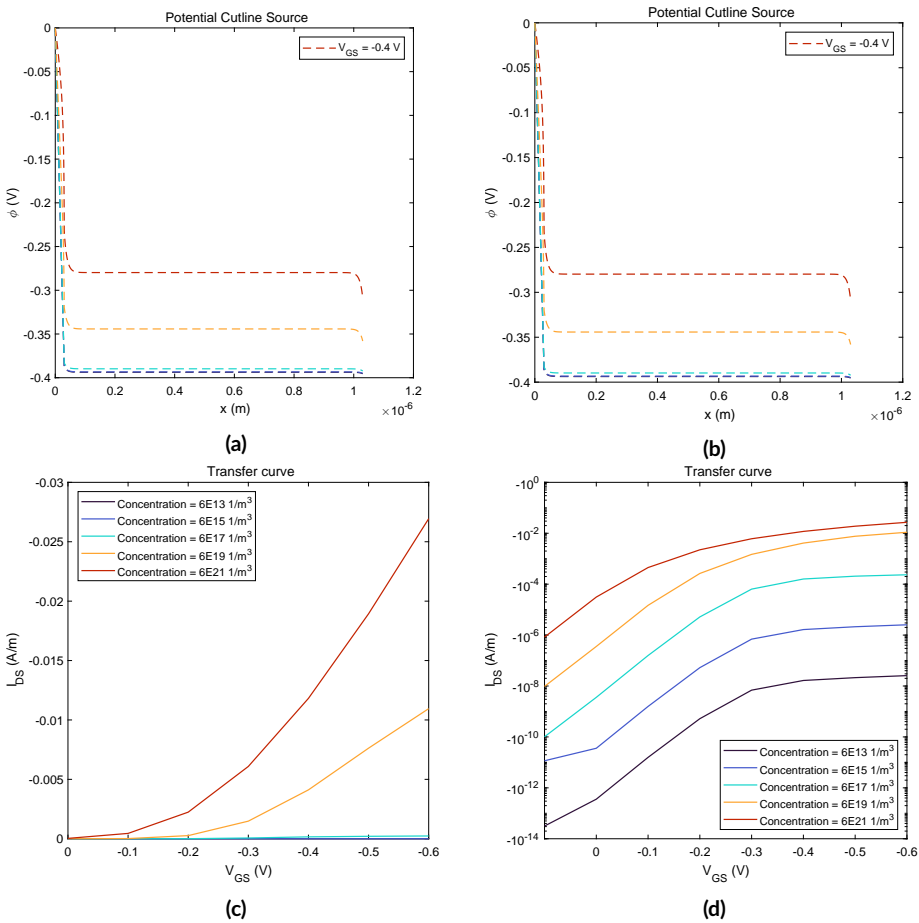 Potential Cutline Source
V_GS = -0.4 V
0
-0.05
-0.1
-0.15
-0.2
-0.25
-0.3
-0.35
-0.4
ϕ (V)
0 0.2 0.4 0.6 0.8 1 1.2
x (m)
×10^-6
(a)
Potential Cutline Source
V_GS = -0.4 V
0
-0.05
-0.1
-0.15
-0.2
-0.25
-0.3
-0.35
-0.4
ϕ (V)
0 0.2 0.4 0.6 0.8 1 1.2
x (m)
×10^-6
(b)
Transfer curve
-0.03
-0.025
-0.02
-0.015
-0.01
-0.005
0
I_DS (A/m)
Concentration = 6E13 1/m^3
Concentration = 6E15 1/m^3
Concentration = 6E17 1/m^3
Concentration = 6E19 1/m^3
Concentration = 6E21 1/m^3
0 -0.1 -0.2 -0.3 -0.4 -0.5 -0.6
V_GS (V)
(c)
Transfer curve
-10^0
-10^-2
-10^-4
-10^-6
-10^-8
-10^-10
-10^-12
-10^-14
I_DS (A/m)
Concentration = 6E13 1/m^3
Concentration = 6E15 1/m^3
Concentration = 6E17 1/m^3
Concentration = 6E19 1/m^3
Concentration = 6E21 1/m^3
0 -0.1 -0.2 -0.3 -0.4 -0.5 -0.6
V_GS (V)
(d)